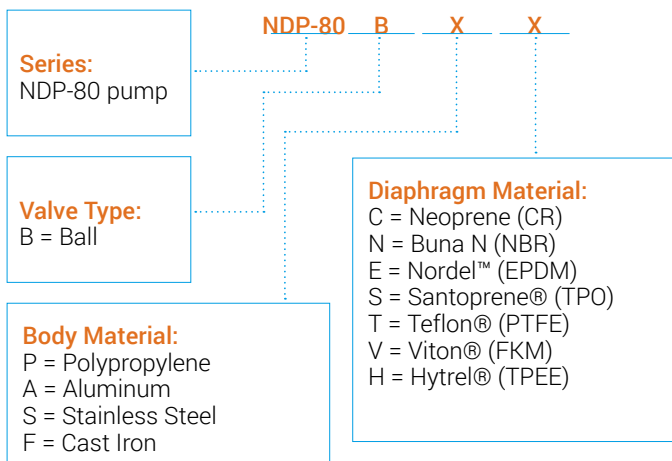 NDP-80 B X X
Series:
NDP-80 pump
Valve Type:
B = Ball
Body Material:
P = Polypropylene
A = Aluminum
S = Stainless Steel
F = Cast Iron
Diaphragm Material:
C = Neoprene (CR)
N = Buna N (NBR)
E = Nordel™ (EPDM)
S = Santoprene® (TPO)
T = Teflon® (PTFE)
V = Viton® (FKM)
H = Hytrel® (TPEE)